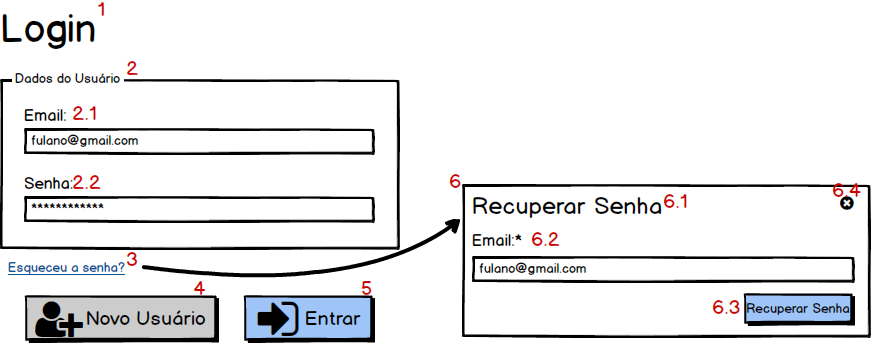 Login 1
Dados do Usuário 2
Email: 2.1
fulano@gmail.com
Senha: 2.2
************
Esqueceu a senha? 3
4
Novo Usuário
5
Entrar
6
Recuperar Senha 6.1
6.4
Email:* 6.2
fulano@gmail.com
6.3 Recuperar Senha